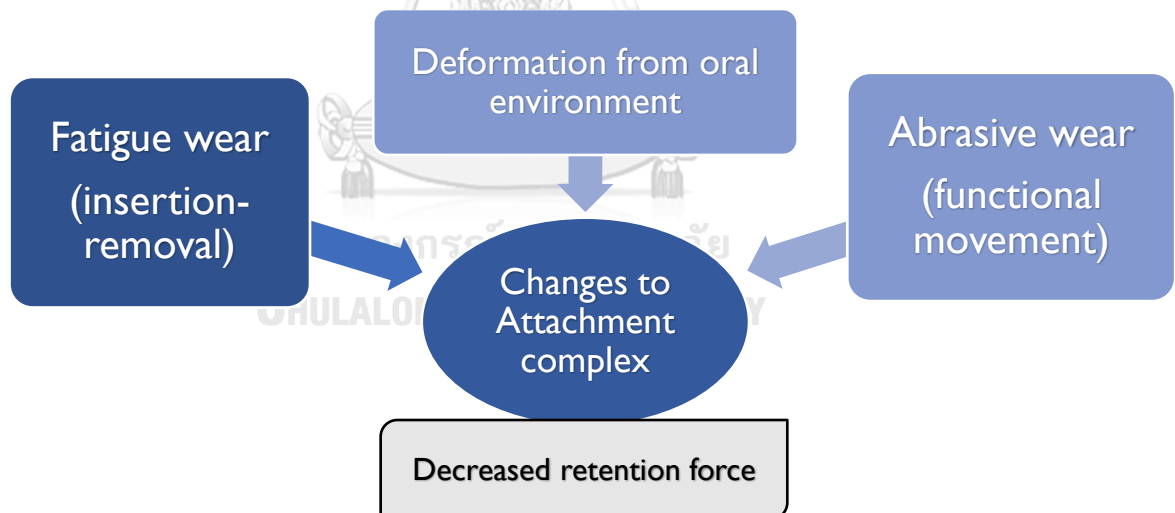 Deformation from oral
environment
Fatigue wear
(insertion-
removal)
Abrasive wear
(functional
movement)
Changes to
Attachment
complex
Decreased retention force